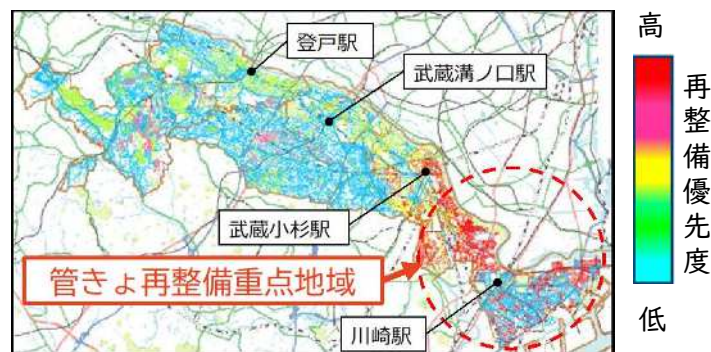 登戸駅
武蔵溝ノ口駅
武蔵小杉駅
管きょ再整備重点地域
川崎駅
高
再整備優先度
低